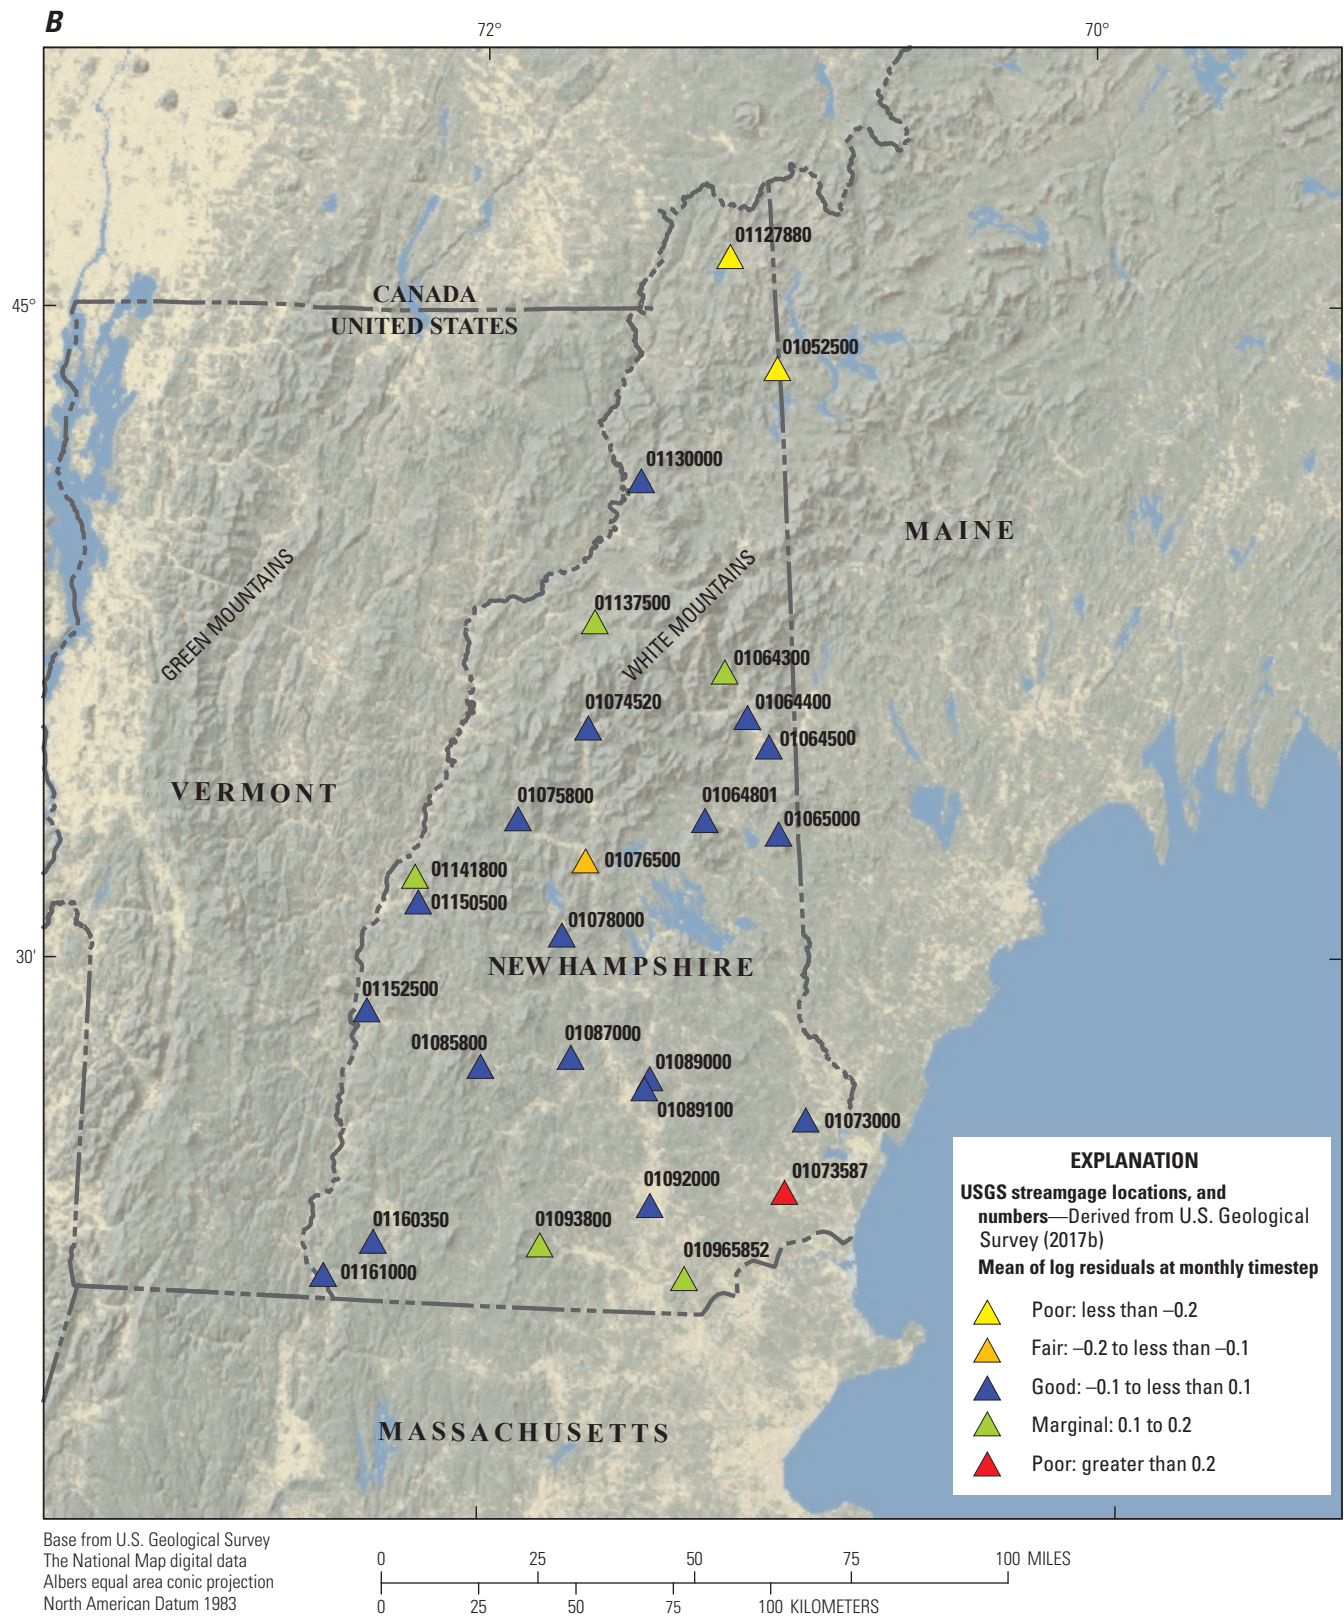 B
72°
70°
01127880
45°
CANADA
UNITED STATES
01052500
01130000
MAINE
GREEN MOUNTAINS
WHITE MOUNTAINS
01137500
01064300
01074520
01064400
01064500
VERMONT
01075800
01064801
01065000
01076500
01141800
01150500
01078000
30'
NEW HAMPSHIRE
01152500
01085800
01087000
01089000
01089100
01073000
01073587
01092000
01160350
01093800
010965852
01161000
MASSACHUSETTS
EXPLANATION
USGS streamgage locations, and
numbers—Derived from U.S. Geological
Survey (2017b)
Mean of log residuals at monthly timestep
Poor: less than –0.2
Fair: –0.2 to less than –0.1
Good: –0.1 to less than 0.1
Marginal: 0.1 to 0.2
Poor: greater than 0.2
Base from U.S. Geological Survey
The National Map digital data
Albers equal area conic projection
North American Datum 1983
0 25 50 75 100 MILES
0 25 50 75 100 KILOMETERS